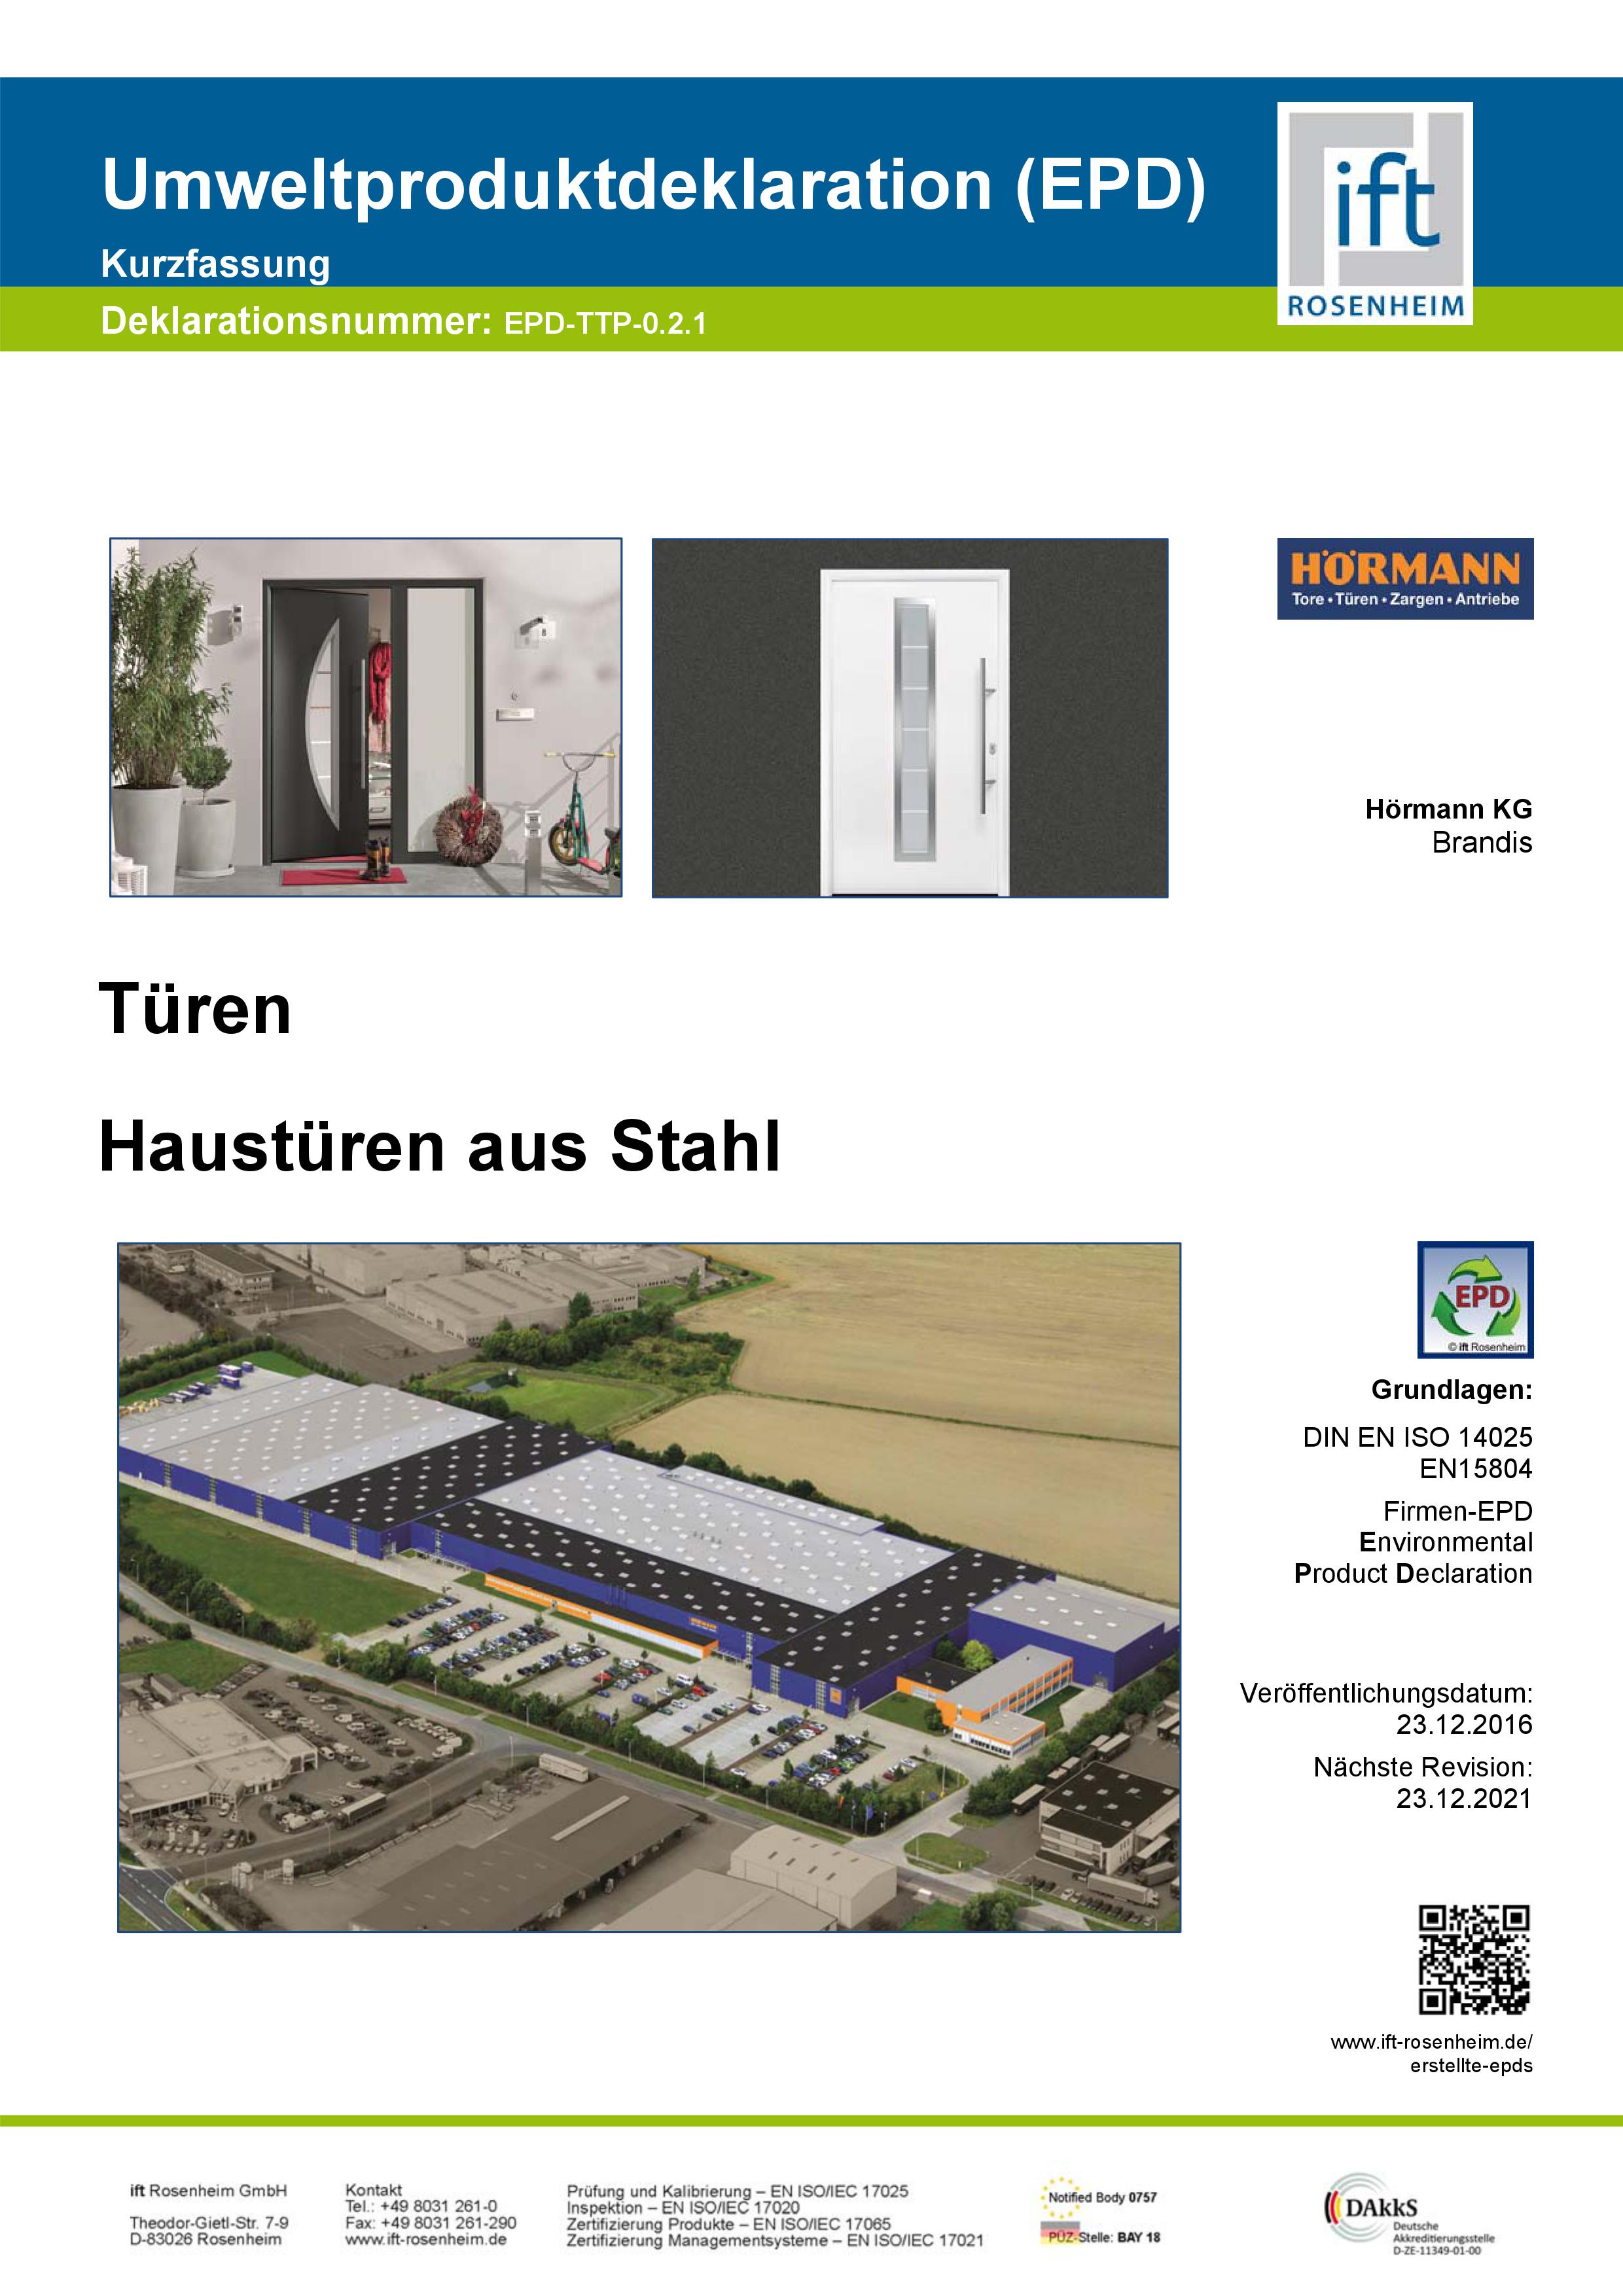 Umweltproduktdeklaration (EPD)
Kurzfassung
Deklarationsnummer: EPD-TTP-0.2.1
ift
ROSENHEIM
HÖRMANN
Tore • Türen • Zargen • Antriebe
8
Hörmann KG
Brandis
Türen
Haustüren aus Stahl
EPD
© ift Rosenheim
Grundlagen:
DIN EN ISO 14025
EN15804
Firmen-EPD
Environmental
Product Declaration
Veröffentlichungsdatum:
23.12.2016
Nächste Revision:
23.12.2021
www.ift-rosenheim.de/
erstellte-epds
ift Rosenheim GmbH
Theodor-Gietl-Str. 7-9
D-83026 Rosenheim
Kontakt
Tel.: +49 8031 261-0
Fax: +49 8031 261-290
www.ift-rosenheim.de
Prüfung und Kalibrierung – EN ISO/IEC 17025
Inspektion – EN ISO/IEC 17020
Zertifizierung Produkte – EN ISO/IEC 17065
Zertifizierung Managementsysteme – EN ISO/IEC 17021
Notified Body 0757
PÜZ-Stelle: BAY 18
DAkkS
Deutsche
Akkreditierungsstelle
D-ZE-11349-01-00